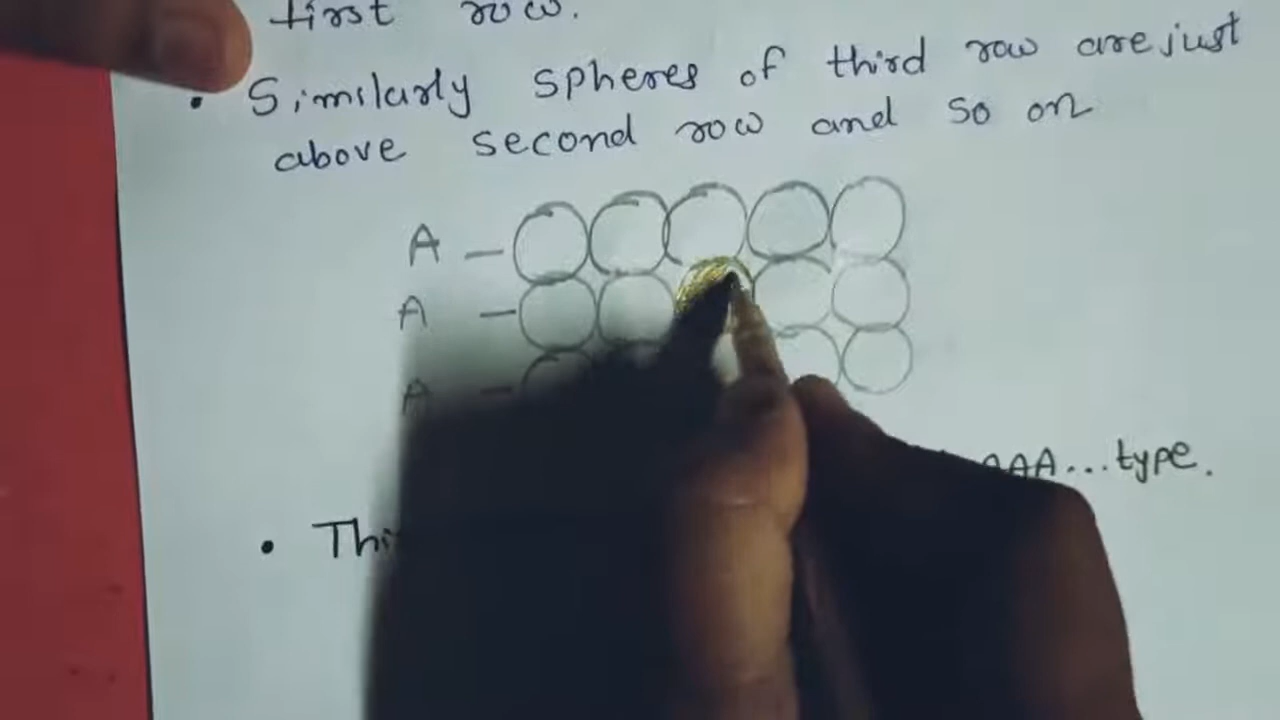 first row.
• Similarly spheres of third row are just
above second row and so on
A —
A —
A —
AAA...type.
• Thi